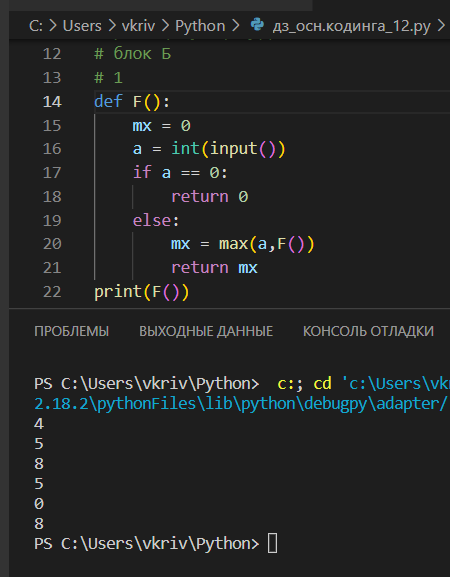 C: > Users > vkriv > Python > дз_осн.кодинга_12.py
12 # блок Б
13 # 1
14 def F():
15     mx = 0
16     a = int(input())
17     if a == 0:
18         return 0
19     else:
20         mx = max(a,F())
21         return mx
22 print(F())
ПРОБЛЕМЫ ВЫХОДНЫЕ ДАННЫЕ КОНСОЛЬ ОТЛАДКИ
PS C:\Users\vkriv\Python>  c:; cd 'c:\Users\vkr
2.18.2\pythonFiles\lib\python\debugpy\adapter/
4
5
8
5
0
8
PS C:\Users\vkriv\Python>